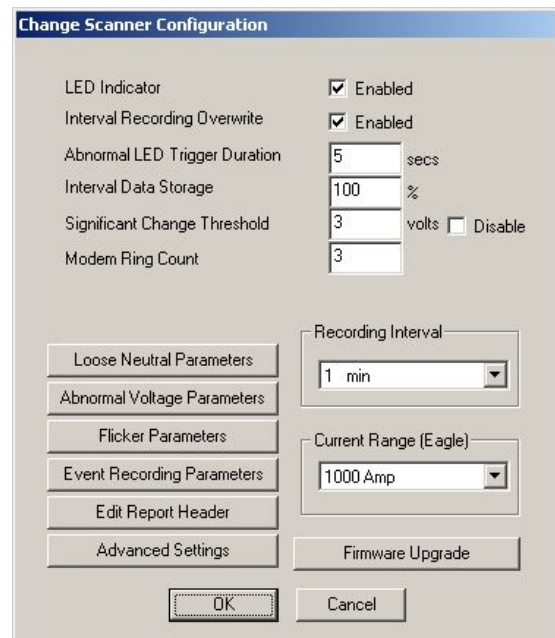 Change Scanner Configuration
LED Indicator Enabled
Interval Recording Overwrite Enabled
Abnormal LED Trigger Duration 5 secs
Interval Data Storage 100 %
Significant Change Threshold 3 volts Disable
Modem Ring Count 3
Loose Neutral Parameters
Abnormal Voltage Parameters
Flicker Parameters
Event Recording Parameters
Edit Report Header
Advanced Settings
Recording Interval
1 min
Current Range (Eagle)
1000 Amp
Firmware Upgrade
OK Cancel